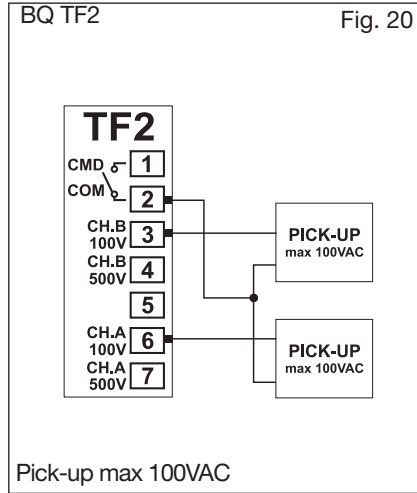 BQ TF2
Fig. 20
TF2
CMD 1
COM 2
CH.B
100V 3
CH.B
500V 4
5
CH.A
100V 6
CH.A
500V 7
PICK-UP
max 100VAC
PICK-UP
max 100VAC
Pick-up max 100VAC